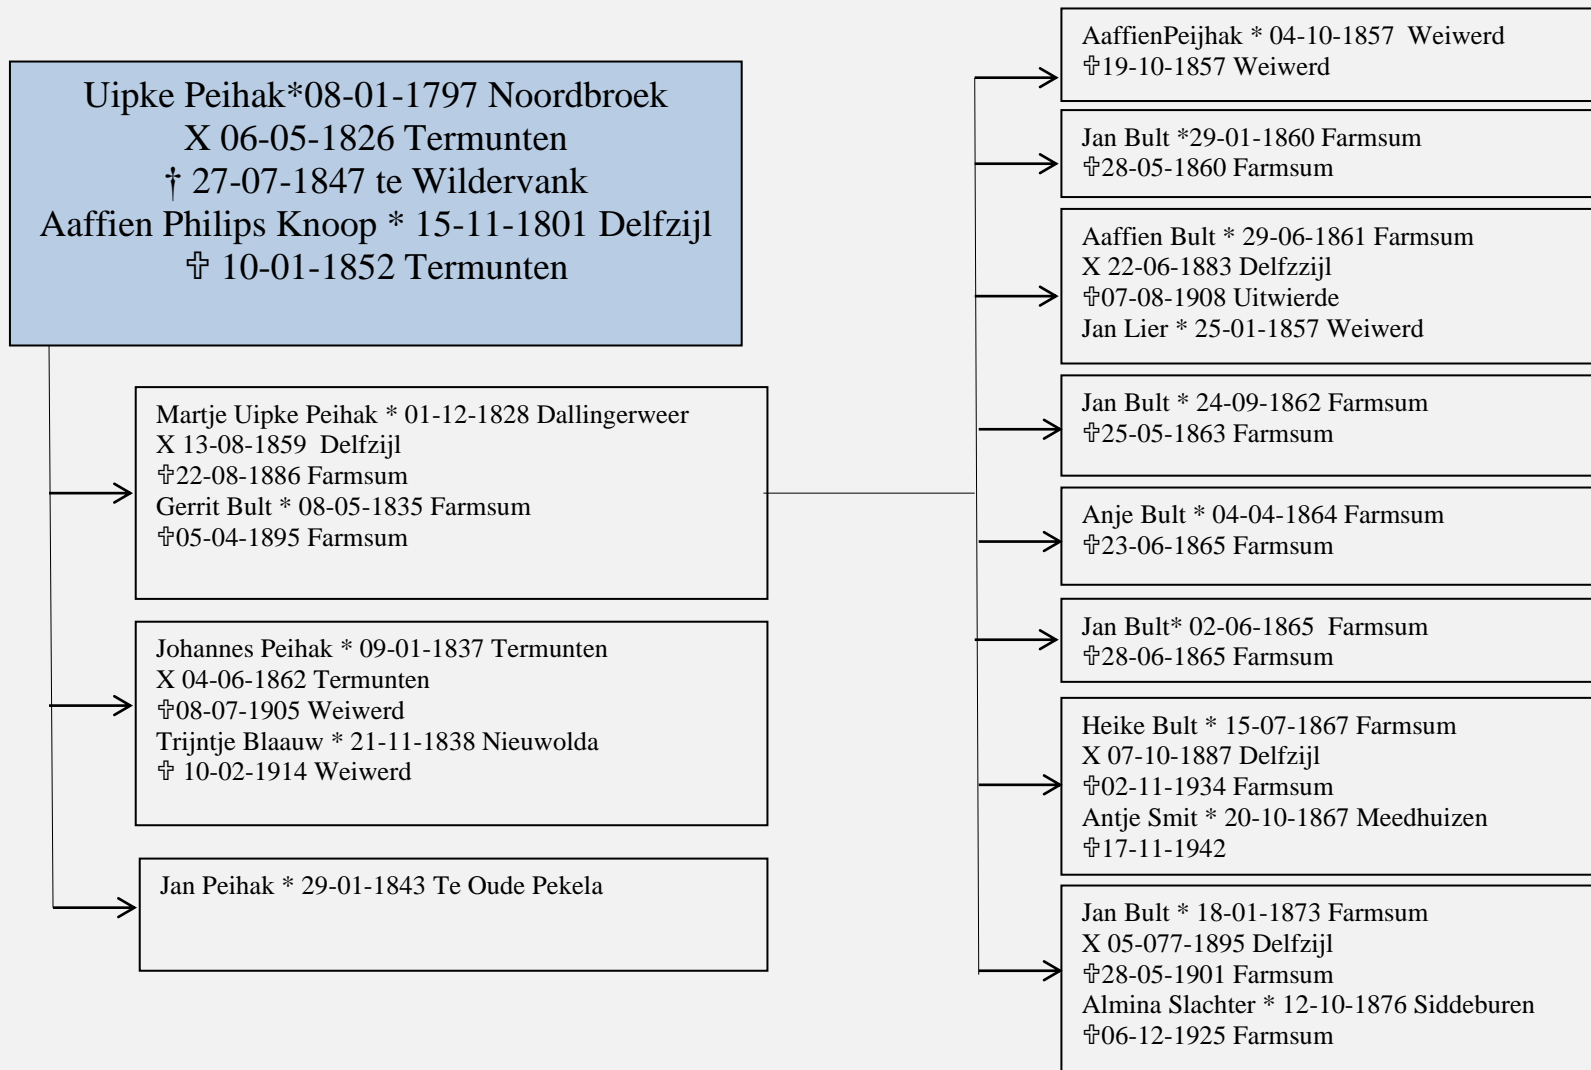 Uipke Peihak*08-01-1797 Noordbroek
X 06-05-1826 Termunten
† 27-07-1847 te Wildervank
Aaffien Philips Knoop * 15-11-1801 Delfzijl
✞ 10-01-1852 Termunten
Martje Uipke Peihak * 01-12-1828 Dallingerweer
X 13-08-1859  Delfzijl
✞22-08-1886 Farmsum
Gerrit Bult * 08-05-1835 Farmsum
✞05-04-1895 Farmsum
Johannes Peihak * 09-01-1837 Termunten
X 04-06-1862 Termunten
✞08-07-1905 Weiwerd
Trijntje Blaauw * 21-11-1838 Nieuwolda
✞ 10-02-1914 Weiwerd
Jan Peihak * 29-01-1843 Te Oude Pekela
AaffienPeijhak * 04-10-1857  Weiwerd
✞19-10-1857 Weiwerd
Jan Bult *29-01-1860 Farmsum
✞28-05-1860 Farmsum
Aaffien Bult * 29-06-1861 Farmsum
X 22-06-1883 Delfzzijl
✞07-08-1908 Uitwierde
Jan Lier * 25-01-1857 Weiwerd
Jan Bult * 24-09-1862 Farmsum
✞25-05-1863 Farmsum
Anje Bult * 04-04-1864 Farmsum
✞23-06-1865 Farmsum
Jan Bult* 02-06-1865  Farmsum
✞28-06-1865 Farmsum
Heike Bult * 15-07-1867 Farmsum
X 07-10-1887 Delfzijl
✞02-11-1934 Farmsum
Antje Smit * 20-10-1867 Meedhuizen
✞17-11-1942
Jan Bult * 18-01-1873 Farmsum
X 05-077-1895 Delfzijl
✞28-05-1901 Farmsum
Almina Slachter * 12-10-1876 Siddeburen
✞06-12-1925 Farmsum